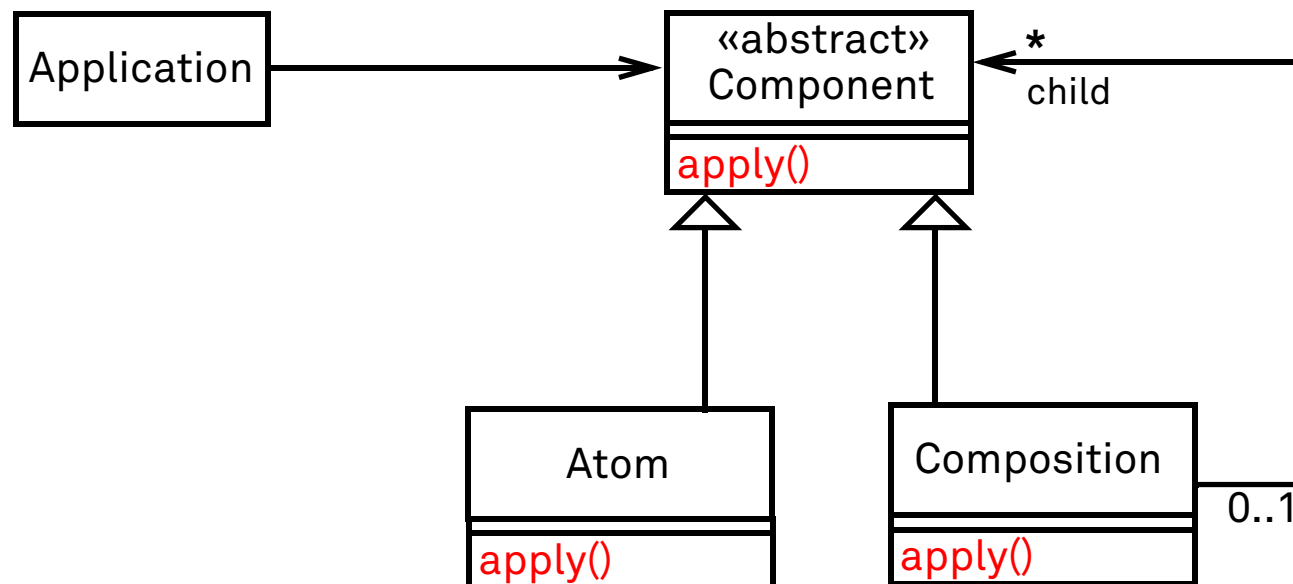 Application
«abstract»
Component
apply()
*
child
Atom
apply()
Composition
apply()
0..1